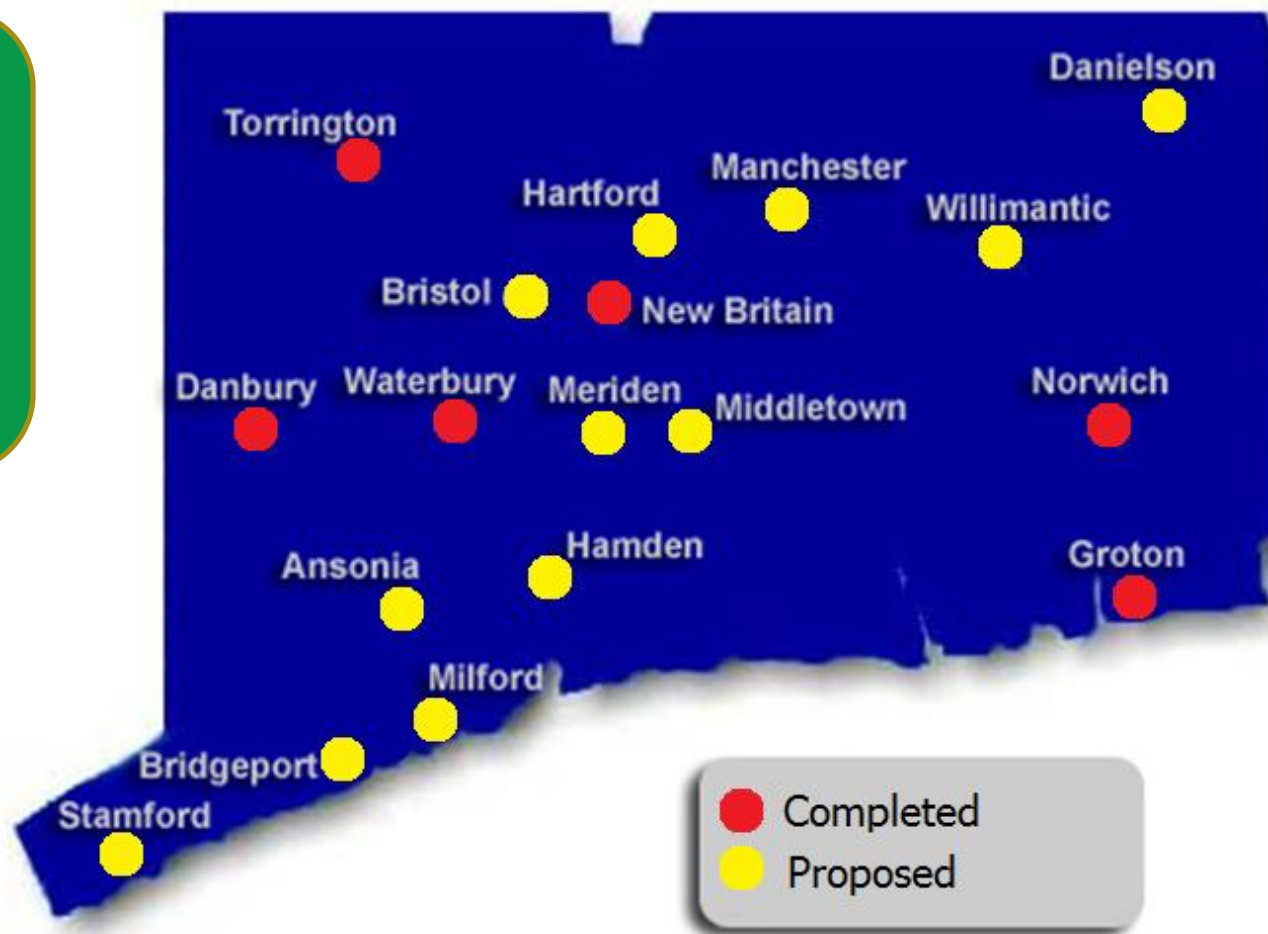 Danielson
Torrington
Manchester
Hartford
Willimantic
Bristol
New Britain
Danbury
Waterbury
Meriden
Middletown
Norwich
Ansonia
Hamden
Groton
Milford
Bridgeport
Stamford
Completed
Proposed